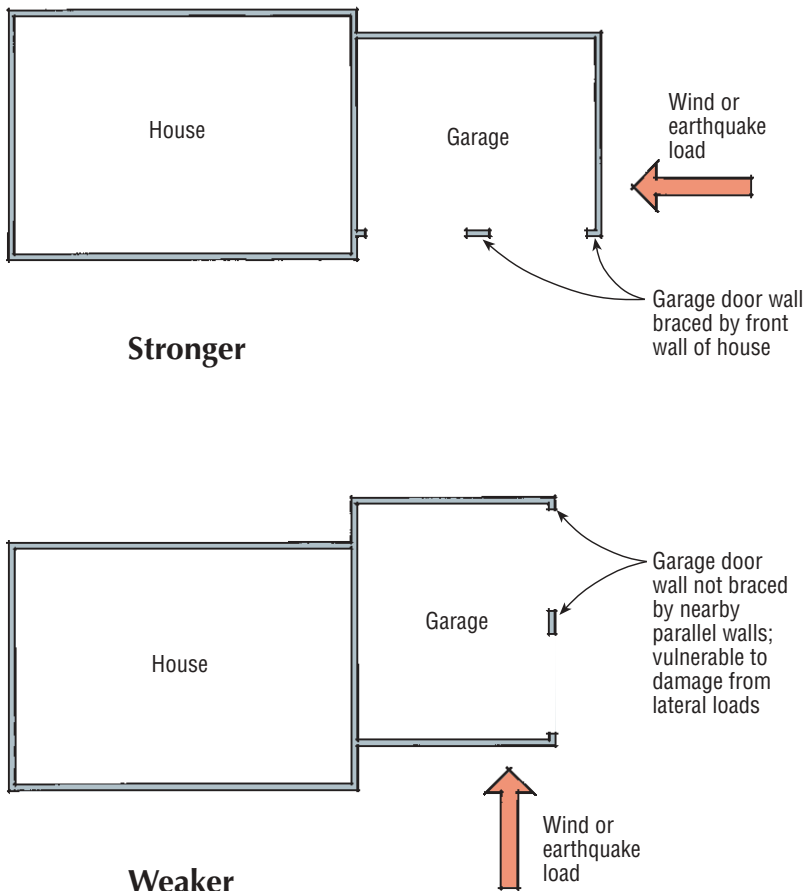 House
Garage
Wind or
earthquake
load
Garage door wall
braced by front
wall of house
Stronger
House
Garage
Garage door
wall not braced
by nearby
parallel walls;
vulnerable to
damage from
lateral loads
Wind or
earthquake
load
Weaker